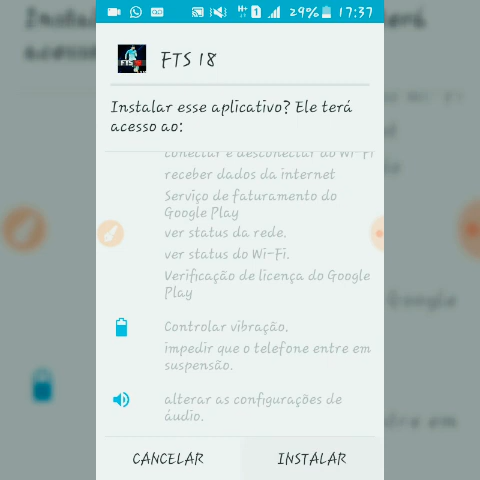 29% 17:37
FTS 18
Instalar esse aplicativo? Ele terá
acesso ao:
conectar e desconectar do Wi-Fi
receber dados da internet
Serviço de faturamento do
Google Play
ver status da rede.
ver status do Wi-Fi.
Verificação de licença do Google
Play
Controlar vibração.
impedir que o telefone entre em
suspensão.
alterar as configurações de
áudio.
CANCELAR INSTALAR